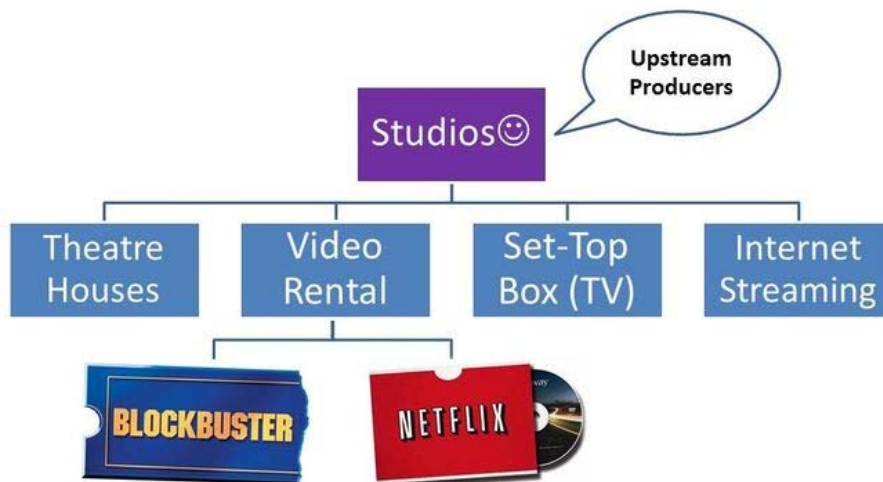 Upstream
Producers
Studios☺
Theatre
Houses
Video
Rental
Set-Top
Box (TV)
Internet
Streaming
BLOCKBUSTER
NETFLIX